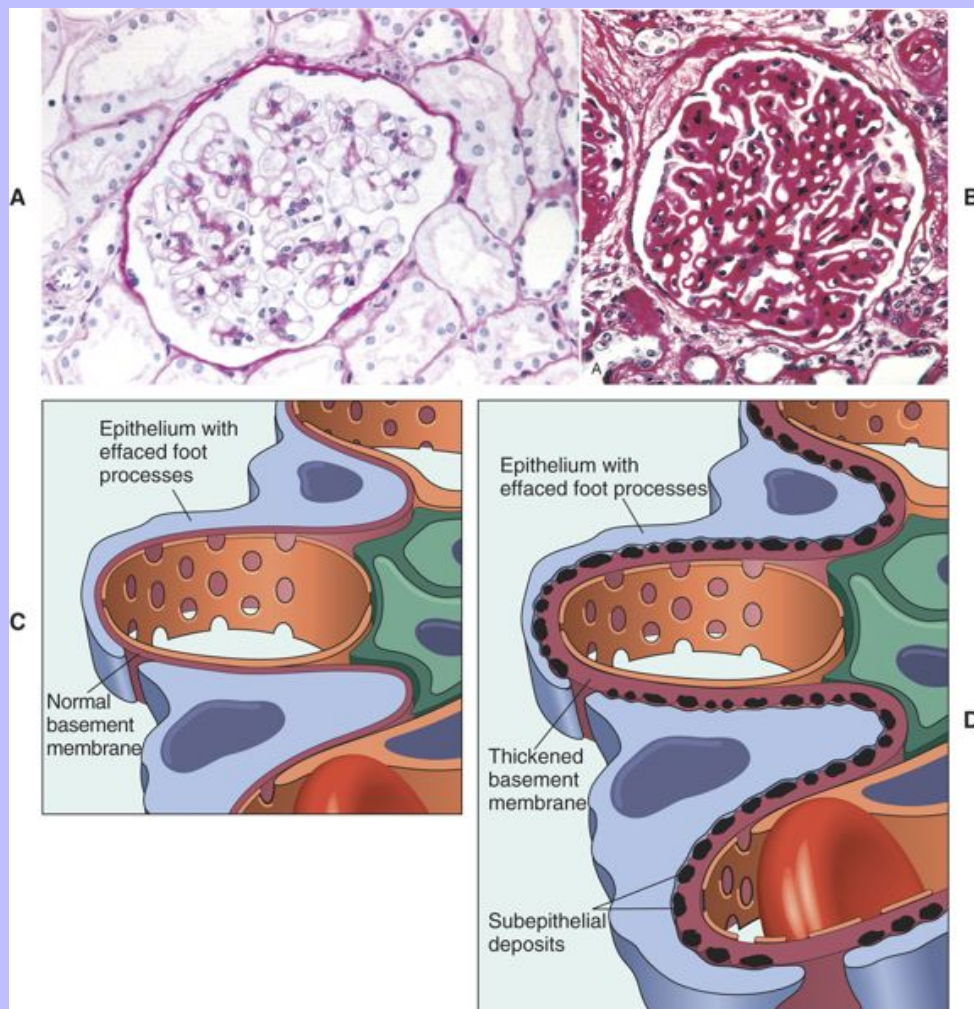 A
B
A
Epithelium with
effaced foot
processes
C
Normal
basement
membrane
Epithelium with
effaced foot processes
D
Thickened
basement
membrane
Subepithelial
deposits